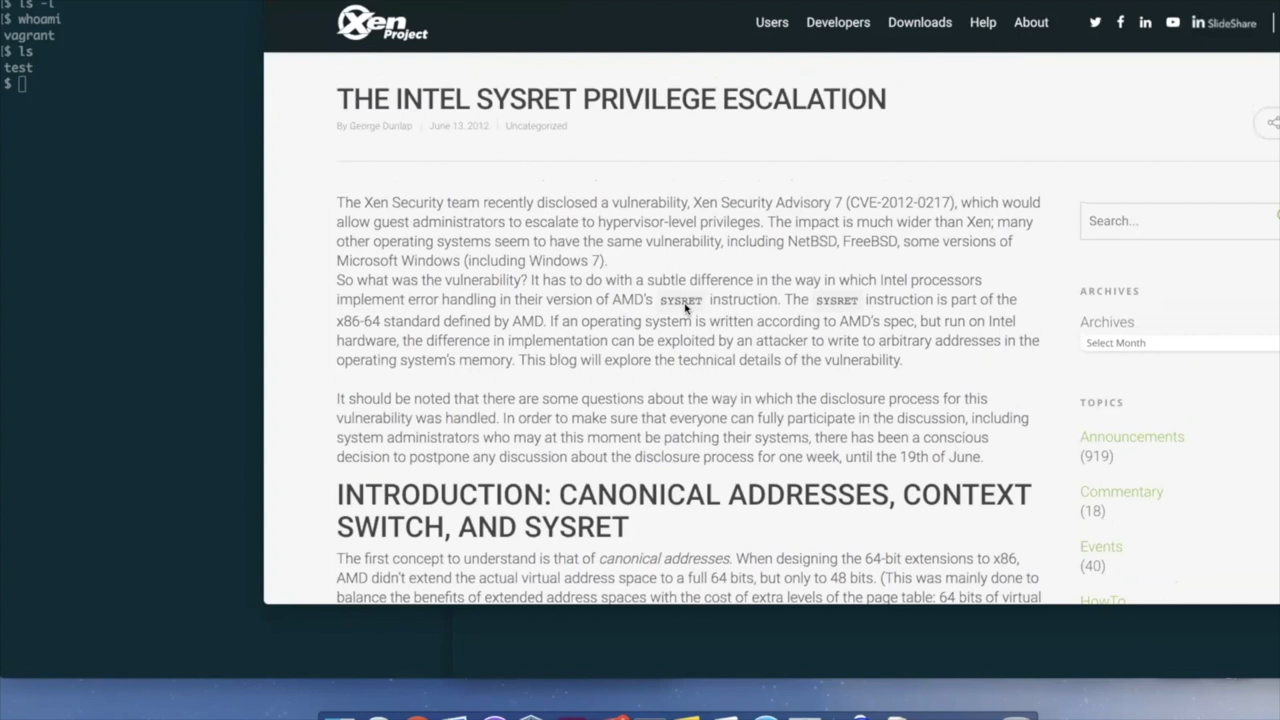 $ ls -l
$ whoami
vagrant
$ ls
test
$
Xen Project
Users Developers Downloads Help About SlideShare
THE INTEL SYSRET PRIVILEGE ESCALATION
By George Dunlap June 13, 2012 Uncategorized
The Xen Security team recently disclosed a vulnerability, Xen Security Advisory 7 (CVE-2012-0217), which would
allow guest administrators to escalate to hypervisor-level privileges. The impact is much wider than Xen; many
other operating systems seem to have the same vulnerability, including NetBSD, FreeBSD, some versions of
Microsoft Windows (including Windows 7).
So what was the vulnerability? It has to do with a subtle difference in the way in which Intel processors
implement error handling in their version of AMD's SYSRET instruction. The SYSRET instruction is part of the
x86-64 standard defined by AMD. If an operating system is written according to AMD's spec, but run on Intel
hardware, the difference in implementation can be exploited by an attacker to write to arbitrary addresses in the
operating system's memory. This blog will explore the technical details of the vulnerability.
It should be noted that there are some questions about the way in which the disclosure process for this
vulnerability was handled. In order to make sure that everyone can fully participate in the discussion, including
system administrators who may at this moment be patching their systems, there has been a conscious
decision to postpone any discussion about the disclosure process for one week, until the 19th of June.
INTRODUCTION: CANONICAL ADDRESSES, CONTEXT
SWITCH, AND SYSRET
The first concept to understand is that of canonical addresses. When designing the 64-bit extensions to x86,
AMD didn't extend the actual virtual address space to a full 64 bits, but only to 48 bits. (This was mainly done to
balance the benefits of extended address spaces with the cost of extra levels of the page table: 64 bits of virtual
Search...
ARCHIVES
Archives
Select Month
TOPICS
Announcements
(919)
Commentary
(18)
Events
(40)
HowTo